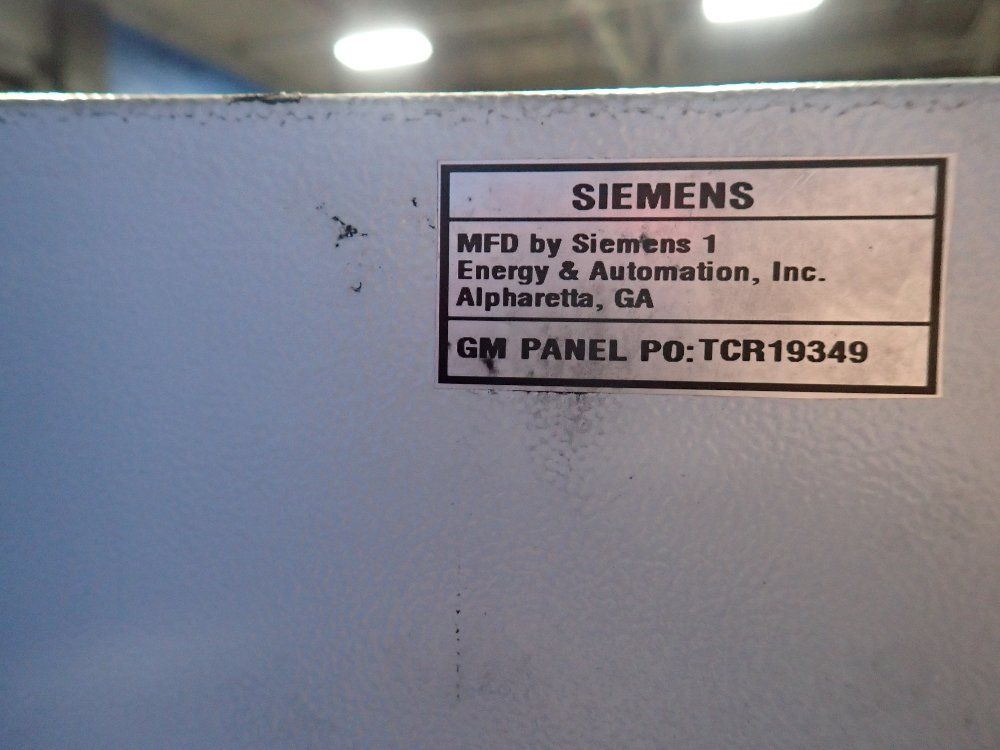 SIEMENS
MFD by Siemens 1
Energy & Automation, Inc.
Alpharetta, GA
GM PANEL PO:TCR19349